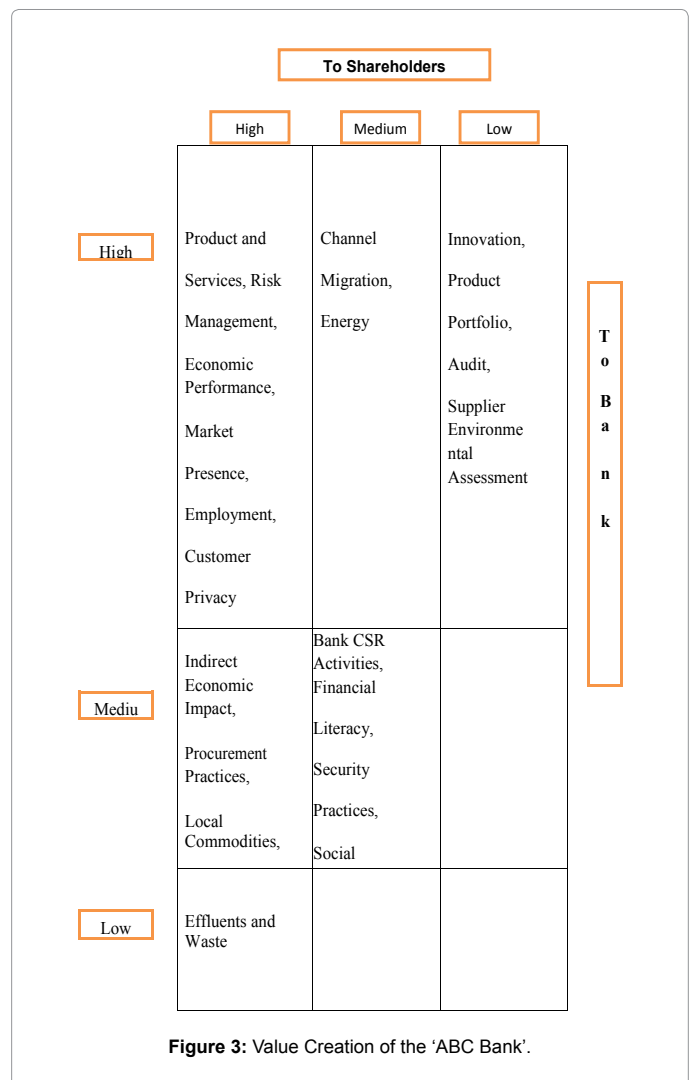 To Shareholders
High
Medium
Low
High
Product and
Services, Risk
Management,
Economic
Performance,
Market
Presence,
Employment,
Customer
Privacy
Channel
Migration,
Energy
Innovation,
Product
Portfolio,
Audit,
Supplier
Environme
ntal
Assessment
T
o
B
a
n
k
Mediu
Indirect
Economic
Impact,
Procurement
Practices,
Local
Commodities,
Bank CSR
Activities,
Financial
Literacy,
Security
Practices,
Social
Low
Effluents and
Waste
Figure 3: Value Creation of the ‘ABC Bank’.